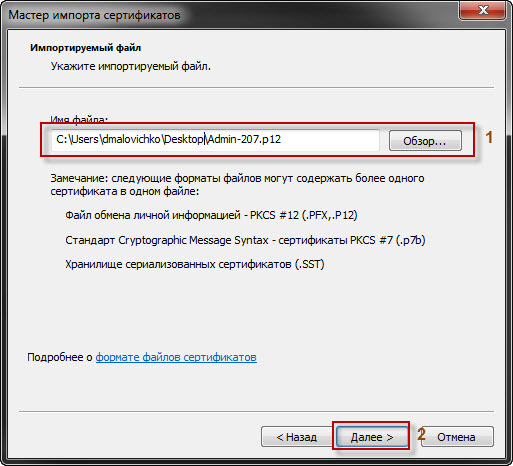 Мастер импорта сертификатов
Импортируемый файл
Укажите импортируемый файл.
Имя файла:
C:\Users\dmalovichko\Desktop\Admin-207.p12
Обзор...
1
Замечание: следующие форматы файлов могут содержать более одного
сертификата в одном файле:
Файл обмена личной информацией - PKCS #12 (.PFX,.P12)
Стандарт Cryptographic Message Syntax - сертификаты PKCS #7 (.p7b)
Хранилище сериализованных сертификатов (.SST)
Подробнее о формате файлов сертификатов
< Назад
Далее >
2
Отмена